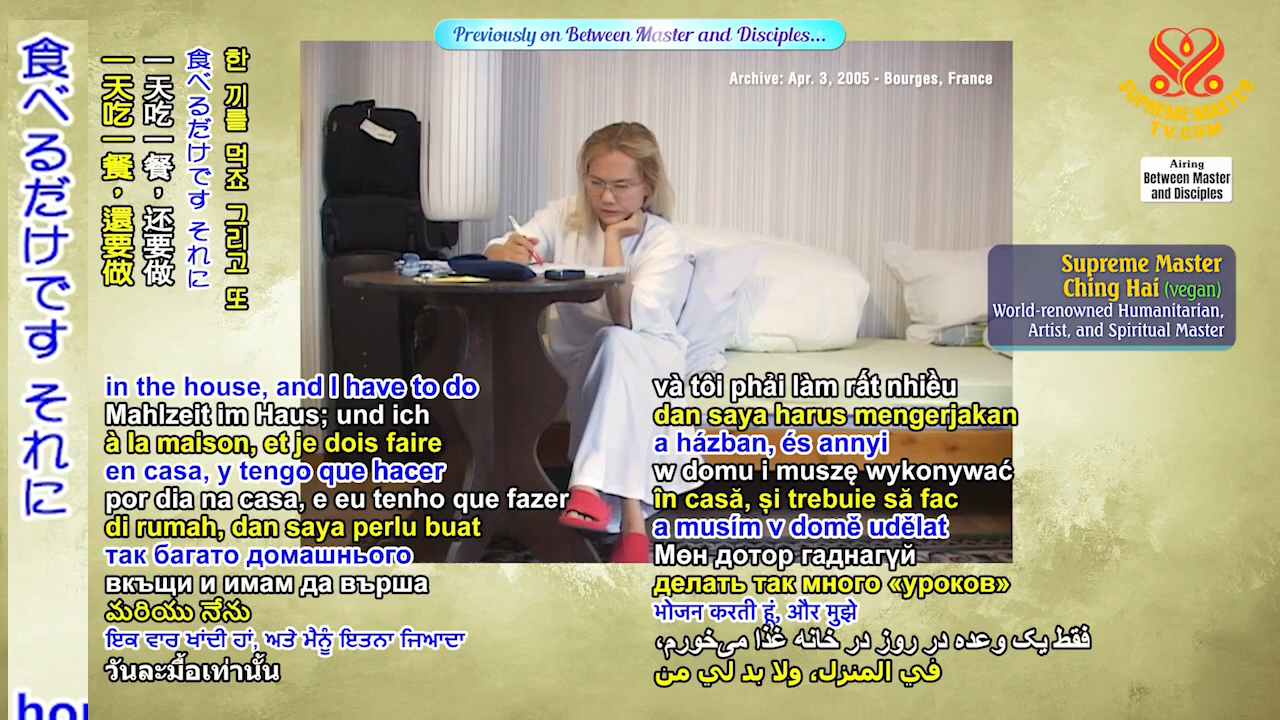 Previously on Between Master and Disciples...
Archive: Apr. 3, 2005 - Bourges, France
SUPREMEMASTERTV.COM
Airing
Between Master
and Disciples
Supreme Master
Ching Hai (vegan)
World-renowned Humanitarian,
Artist, and Spiritual Master
食べるだけです それに
一天吃一餐，還要做
一天吃一餐，还要做
食べるだけです それに
한 끼를 먹죠 그리고 또
in the house, and I have to do
Mahlzeit im Haus; und ich
à la maison, et je dois faire
en casa, y tengo que hacer
por dia na casa, e eu tenho que fazer
di rumah, dan saya perlu buat
так багато домашнього
вкъщи и имам да върша
మరియు నేను
ਇਕ ਵਾਰ ਖਾਂਦੀ ਹਾਂ, ਅਤੇ ਮੈਨੂੰ ਇਤਨਾ ਜਿਆਦਾ
วันละมื้อเท่านั้น
và tôi phải làm rất nhiều
dan saya harus mengerjakan
a házban, és annyi
w domu i muszę wykonywać
în casă, și trebuie să fac
a musím v domě udělat
Мөн дотор гаднагүй
делать так много «уроков»
भोजन करती हूं, और मुझे
فقط یک وعده در روز در خانه غذا می‌خورم،
في المنزل، ولا بد لي من